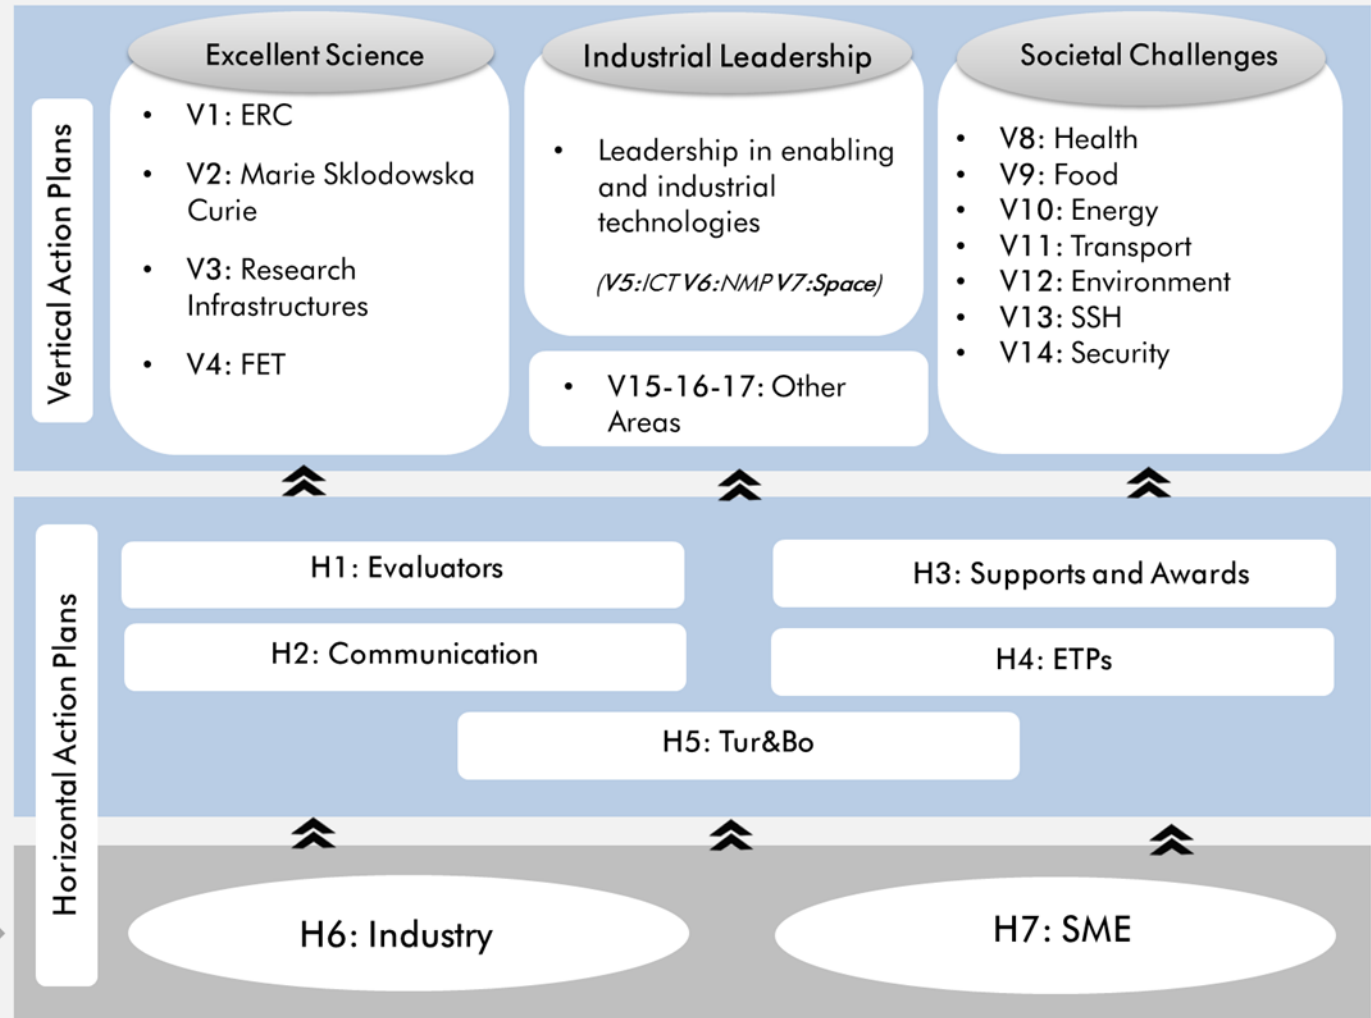 Vertical Action Plans
Excellent Science
• V1: ERC
• V2: Marie Sklodowska
Curie
• V3: Research
Infrastructures
• V4: FET
Industrial Leadership
• Leadership in enabling
and industrial
technologies
(V5:ICT V6:NMP V7:Space)
• V15-16-17: Other
Areas
Societal Challenges
• V8: Health
• V9: Food
• V10: Energy
• V11: Transport
• V12: Environment
• V13: SSH
• V14: Security
Horizontal Action Plans
H1: Evaluators
H2: Communication
H3: Supports and Awards
H4: ETPs
H5: Tur&Bo
H6: Industry
H7: SME